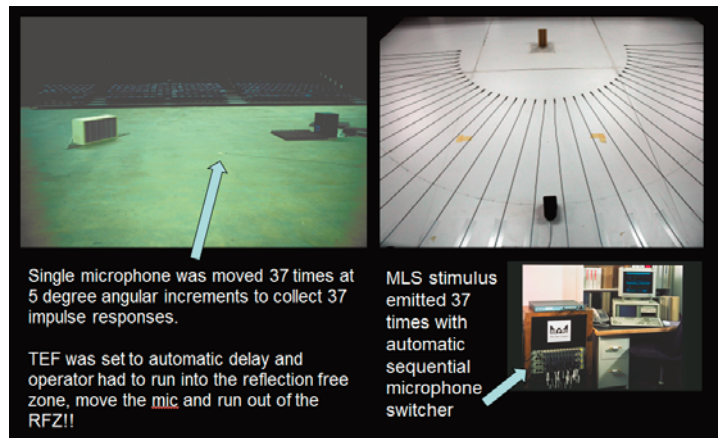 Single microphone was moved 37 times at
5 degree angular increments to collect 37
impulse responses.
TEF was set to automatic delay and
operator had to run into the reflection free
zone, move the mic and run out of the
RFZ!!
MLS stimulus
emitted 37
times with
automatic
sequential
microphone
switcher